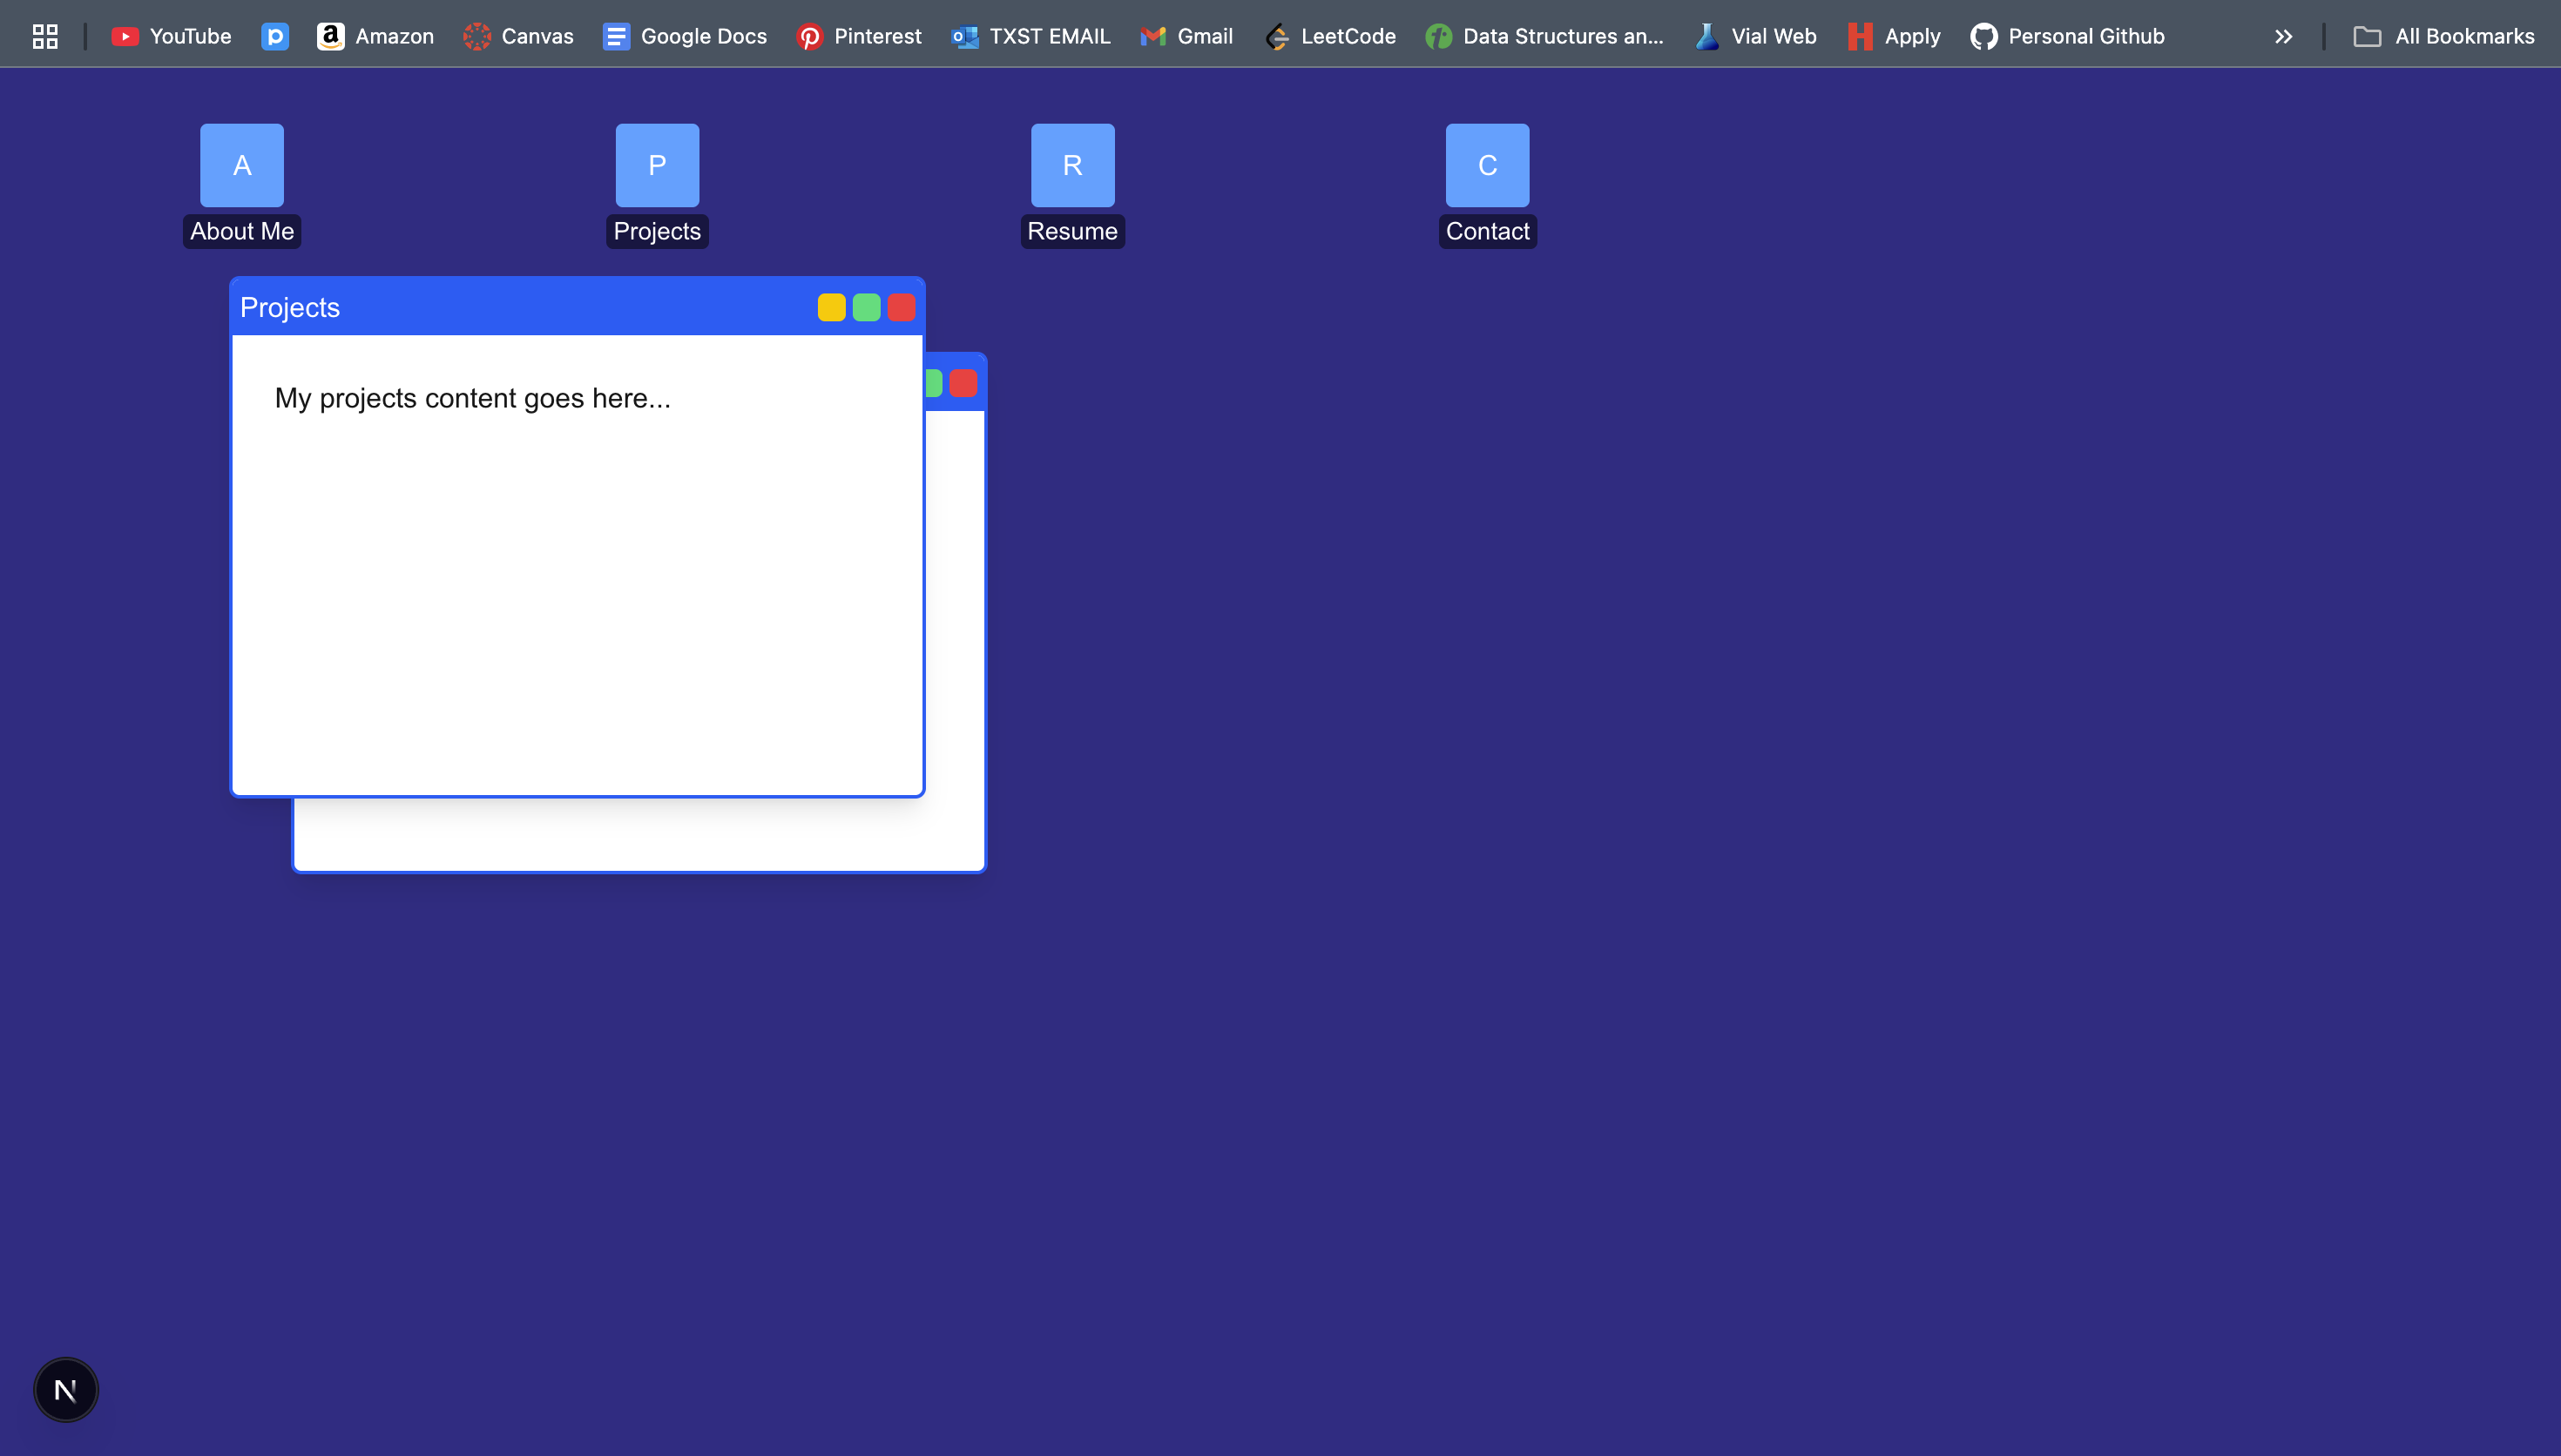 YouTube Amazon Canvas Google Docs Pinterest TXST EMAIL Gmail LeetCode Data Structures an... Vial Web Apply Personal Github All Bookmarks
A P R C
About Me Projects Resume Contact
Projects
My projects content goes here...
N